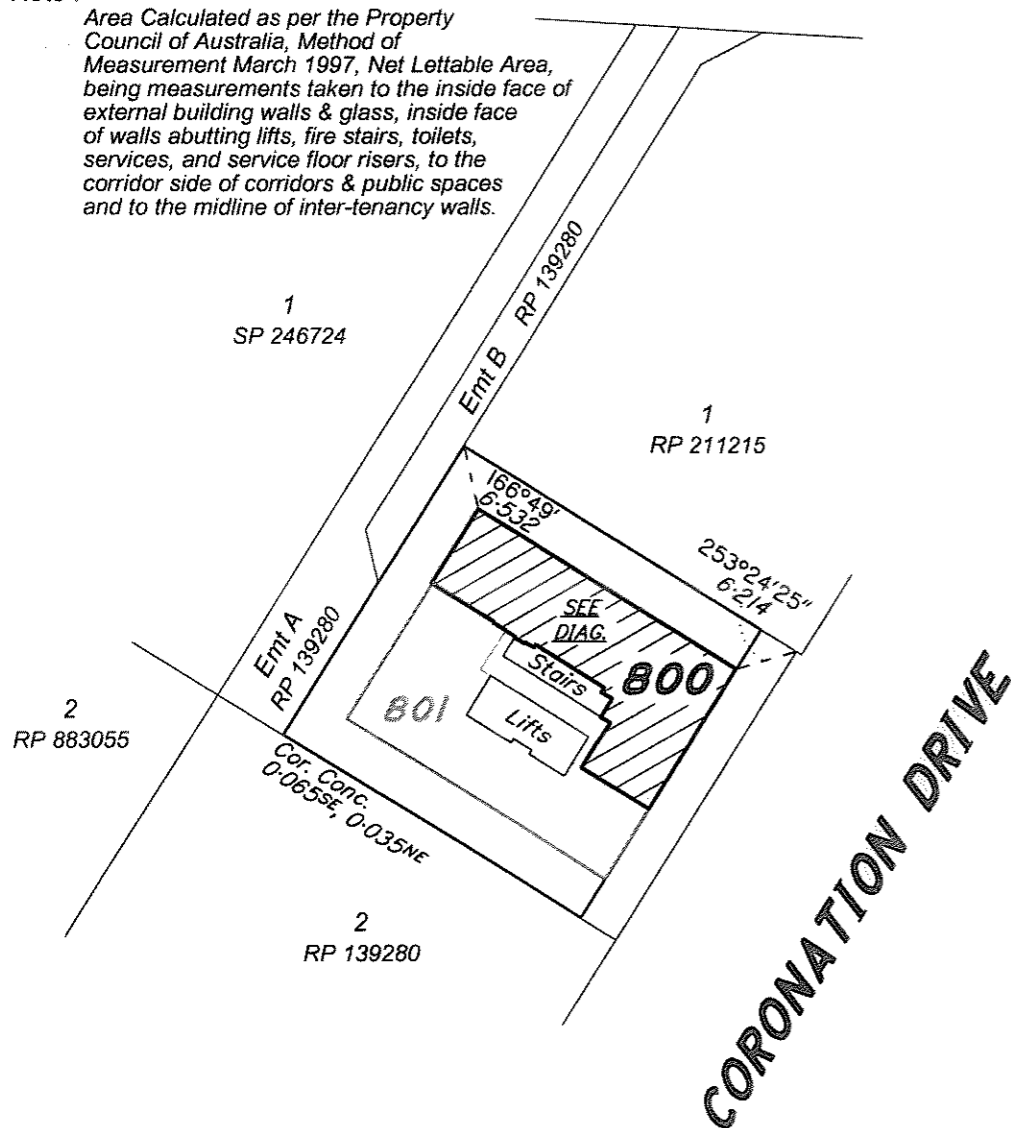 Area Calculated as per the Property
Council of Australia, Method of
Measurement March 1997, Net Lettable Area,
being measurements taken to the inside face of
external building walls & glass, inside face
of walls abutting lifts, fire stairs, toilets,
services, and service floor risers, to the
corridor side of corridors & public spaces
and to the midline of inter-tenancy walls.
1
SP 246724
Emt B RP 139280
1
RP 211215
166°49'
6·532
253°24'25"
6·214
SEE
DIAG.
800
Stairs
Lifts
801
Emt A
RP 139280
2
RP 883055
Cor. Conc.
0·065SE, 0·035NE
2
RP 139280
CORONATION DRIVE